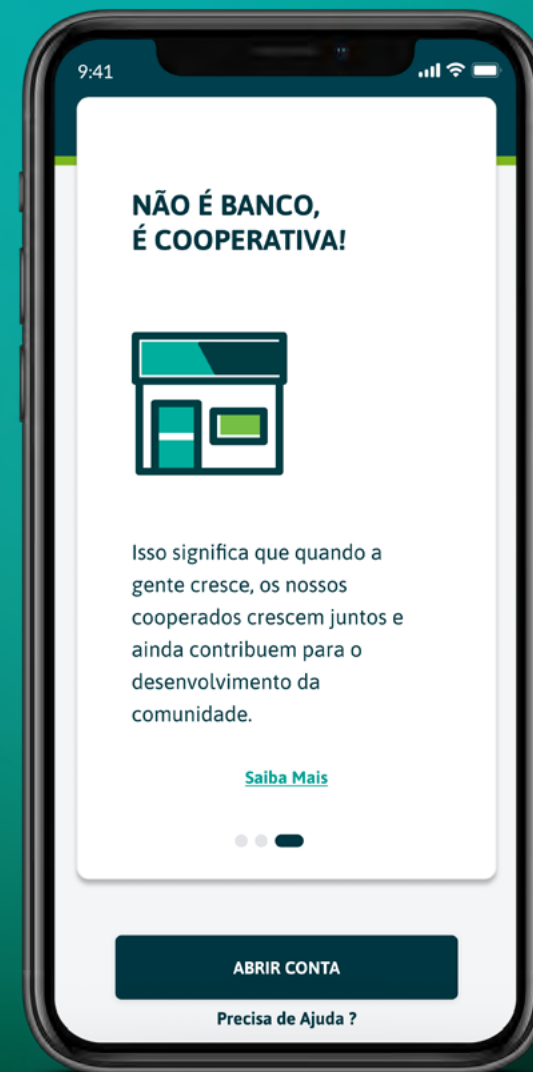 9:41
NÃO É BANCO,
É COOPERATIVA!
Isso significa que quando a
gente cresce, os nossos
cooperados crescem juntos e
ainda contribuem para o
desenvolvimento da
comunidade.
Saiba Mais
ABRIR CONTA
Precisa de Ajuda ?